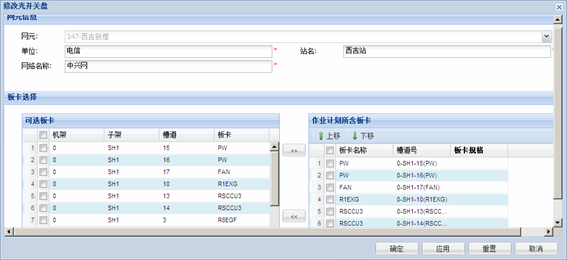 修改光开关盘
网元信息
网元: 147-西吉新增
单位: 电信 * 站名: 西吉站 *
网络名称: 中兴网 *
板卡选择
可选板卡
机架 子架 槽道 板卡
1 0 SH1 15 PW
2 0 SH1 16 PW
3 0 SH1 17 FAN
4 0 SH1 10 R1EXG
5 0 SH1 13 RSCCU3
6 0 SH1 14 RSCCU3
7 0 SH1 3 R8EGF
>>
<<
作业计划所含板卡
上移 下移
板卡名称 槽道号 板卡规格
1 PW 0-SH1-15(PW)
2 PW 0-SH1-16(PW)
3 FAN 0-SH1-17(FAN)
4 R1EXG 0-SH1-10(R1EXG)
5 RSCCU3 0-SH1-13(RSCC...
6 RSCCU3 0-SH1-14(RSCC...
确定 应用 重置 取消